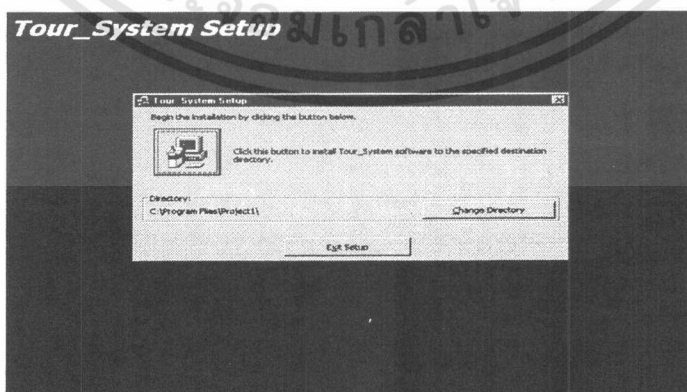 Tour_System Setup
Tour_System Setup
Begin the installation by clicking the button below.
Click this button to install Tour_System software to the specified destination
directory.
Directory:
C:\Program Files\Project1\
Change Directory
Exit Setup